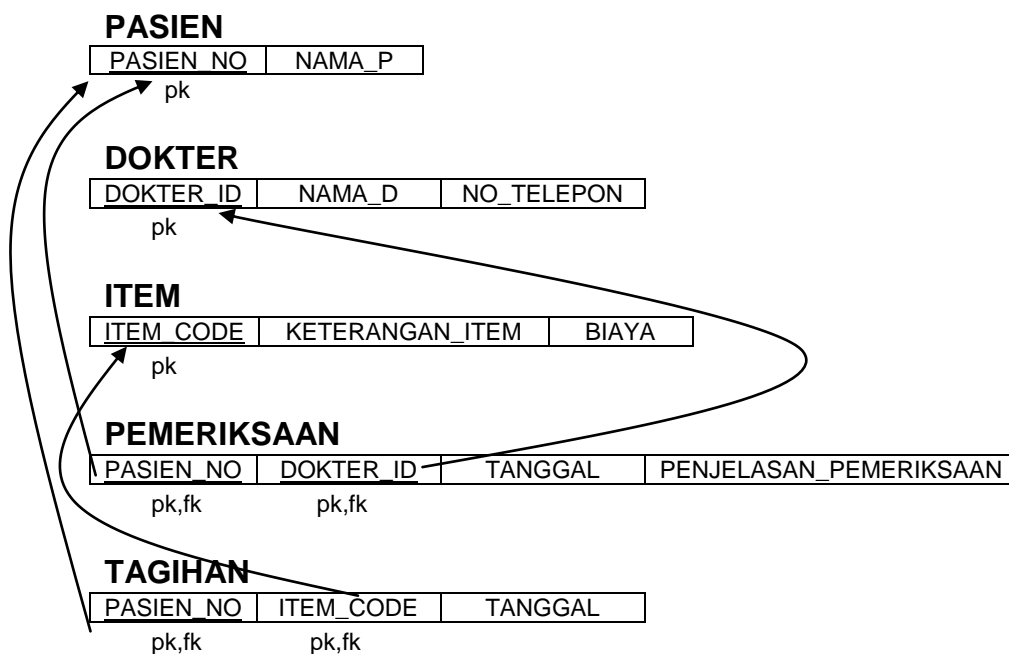 PASIEN
PASIEN_NO NAMA_P
pk
DOKTER
DOKTER_ID NAMA_D NO_TELEPON
pk
ITEM
ITEM_CODE KETERANGAN_ITEM BIAYA
pk
PEMERIKSAAN
PASIEN_NO DOKTER_ID TANGGAL PENJELASAN_PEMERIKSAAN
pk,fk pk,fk
TAGIHAN
PASIEN_NO ITEM_CODE TANGGAL
pk,fk pk,fk